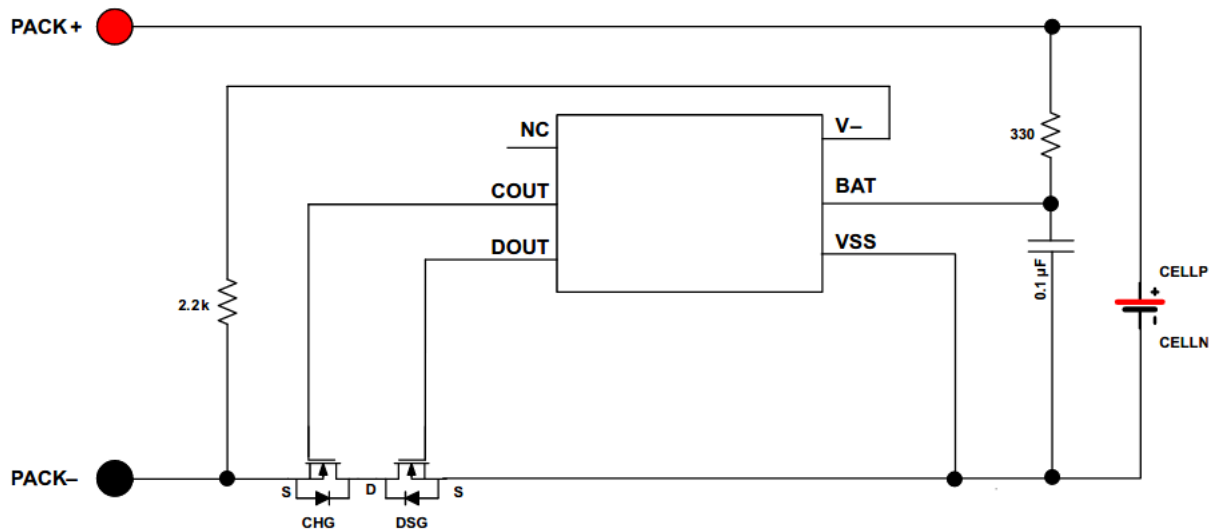 PACK+
NC
V–
330
COUT
BAT
DOUT
VSS
0.1 µF
CELLP
+
2.2k
-
CELLN
PACK–
S
D
S
CHG
DSG